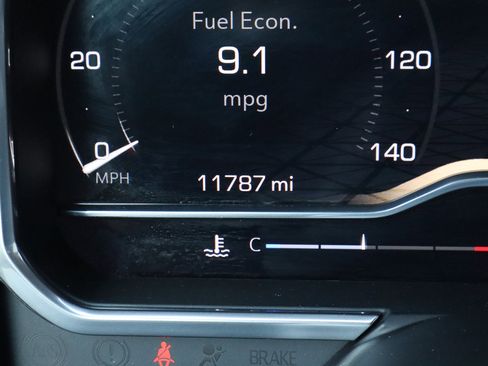 Fuel Econ.
20 9.1 120
mpg
0 140
MPH
11787 mi
C
BRAKE